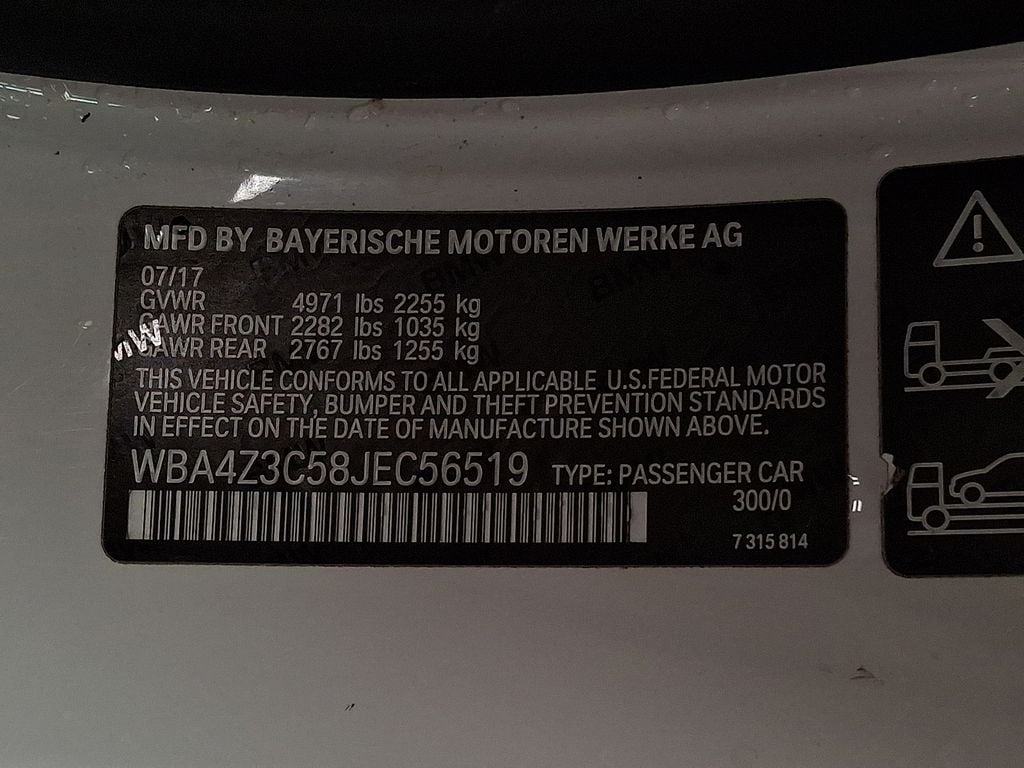 MFD BY BAYERISCHE MOTOREN WERKE AG
07/17
GVWR 4971 lbs 2255 kg
GAWR FRONT 2282 lbs 1035 kg
GAWR REAR 2767 lbs 1255 kg
THIS VEHICLE CONFORMS TO ALL APPLICABLE U.S.FEDERAL MOTOR
VEHICLE SAFETY, BUMPER AND THEFT PREVENTION STANDARDS
IN EFFECT ON THE DATE OF MANUFACTURE SHOWN ABOVE.
WBA4Z3C58JEC56519 TYPE: PASSENGER CAR
300/0
7 315 814